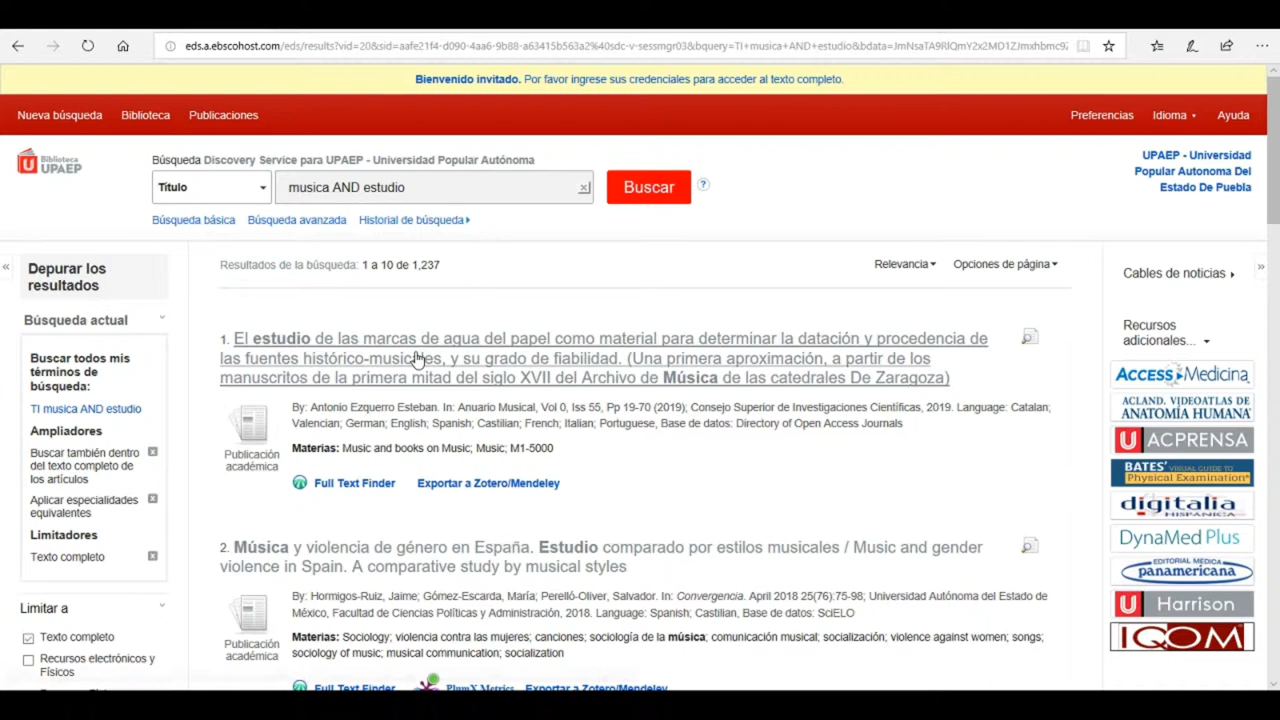 eds.a.ebscohost.com/eds/results?vid=20&sid=aafe21f4-d090-4aa6-9b88-a63415b563a2%40sdc-v-sessmgr03&bquery=TI+musica+AND+estudio&bdata=
Bienvenido invitado. Por favor ingrese sus credenciales para acceder al texto completo.
Nueva búsqueda Biblioteca Publicaciones Preferencias Idioma Ayuda
Biblioteca
UPAEP
Búsqueda Discovery Service para UPAEP - Universidad Popular Autónoma
Título musica AND estudio Buscar ?
Búsqueda básica Búsqueda avanzada Historial de búsqueda
UPAEP - Universidad
Popular Autonoma Del
Estado De Puebla
« Depurar los
resultados
Búsqueda actual
Buscar todos mis
términos de
búsqueda:
TI musica AND estudio
Ampliadores
Buscar también dentro
del texto completo de
los artículos
Aplicar especialidades
equivalentes
Limitadores
Texto completo
Limitar a
Texto completo
Recursos electrónicos y
Físicos
Resultados de la búsqueda: 1 a 10 de 1,237
Relevancia Opciones de página
1. El estudio de las marcas de agua del papel como material para determinar la datación y procedencia de
las fuentes histórico-musicales, y su grado de fiabilidad. (Una primera aproximación, a partir de los
manuscritos de la primera mitad del siglo XVII del Archivo de Música de las catedrales De Zaragoza)
Publicación
académica
By: Antonio Ezquerro Esteban. In: Anuario Musical, Vol 0, Iss 55, Pp 19-70 (2019); Consejo Superior de Investigaciones Científicas, 2019. Language: Catalan;
Valencian; German; English; Spanish; Castilian; French; Italian; Portuguese, Base de datos: Directory of Open Access Journals
Materias: Music and books on Music; Music; M1-5000
Full Text Finder Exportar a Zotero/Mendeley
2. Música y violencia de género en España. Estudio comparado por estilos musicales / Music and gender
violence in Spain. A comparative study by musical styles
Publicación
académica
By: Hormigos-Ruiz, Jaime; Gómez-Escarda, María; Perelló-Oliver, Salvador. In: Convergencia. April 2018 25(76):75-98; Universidad Autónoma del Estado de
México, Facultad de Ciencias Políticas y Administración, 2018. Language: Spanish; Castilian, Base de datos: SciELO
Materias: Sociology; violencia contra las mujeres; canciones; sociología de la música; comunicación musical; socialización; violence against women; songs;
sociology of music; musical communication; socialization
Full Text Finder PlumX Metrics Exportar a Zotero/Mendeley
»
Cables de noticias
Recursos
adicionales...
ACCESS Medicina
ACLAND. VIDEOATLAS DE
ANATOMÍA HUMANA
U ACPRENSA
BATES' VISUAL GUIDE TO
Physical Examination
digitalia
HISPÁNICA
DynaMed Plus
EDITORIAL MEDICA
panamericana
U Harrison
IQOM